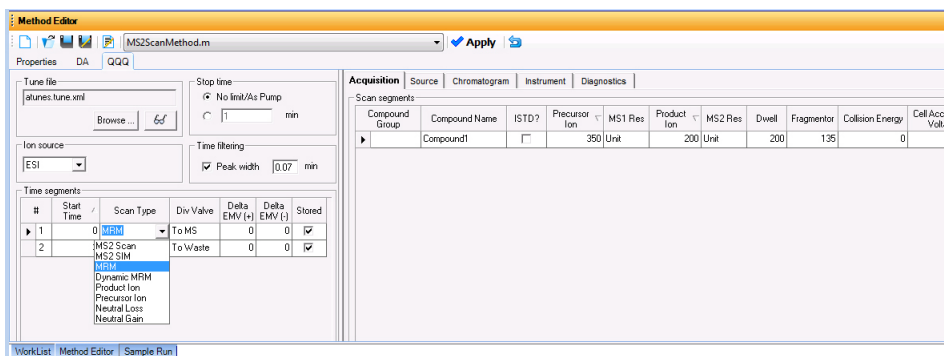 Method Editor
MS2ScanMethod.m
Apply
Properties DA QQQ
Tune file
atunes.tune.xml
Browse ...
Stop time
No limit/As Pump
1 min
Ion source
ESI
Time filtering
Peak width 0.07 min
Time segments
# Start Time Scan Type Div Valve Delta EMV (+) Delta EMV (-) Stored
1 0 MRM To MS 0 0
2 To Waste 0 0
MS2 Scan
MS2 SIM
MRM
Dynamic MRM
Product Ion
Precursor Ion
Neutral Loss
Neutral Gain
Acquisition Source Chromatogram Instrument Diagnostics
Scan segments
Compound Group Compound Name ISTD? Precursor Ion MS1 Res Product Ion MS2 Res Dwell Fragmentor Collision Energy Cell Acc Volt
Compound1 350 Unit 200 Unit 200 135 0
WorkList Method Editor Sample Run